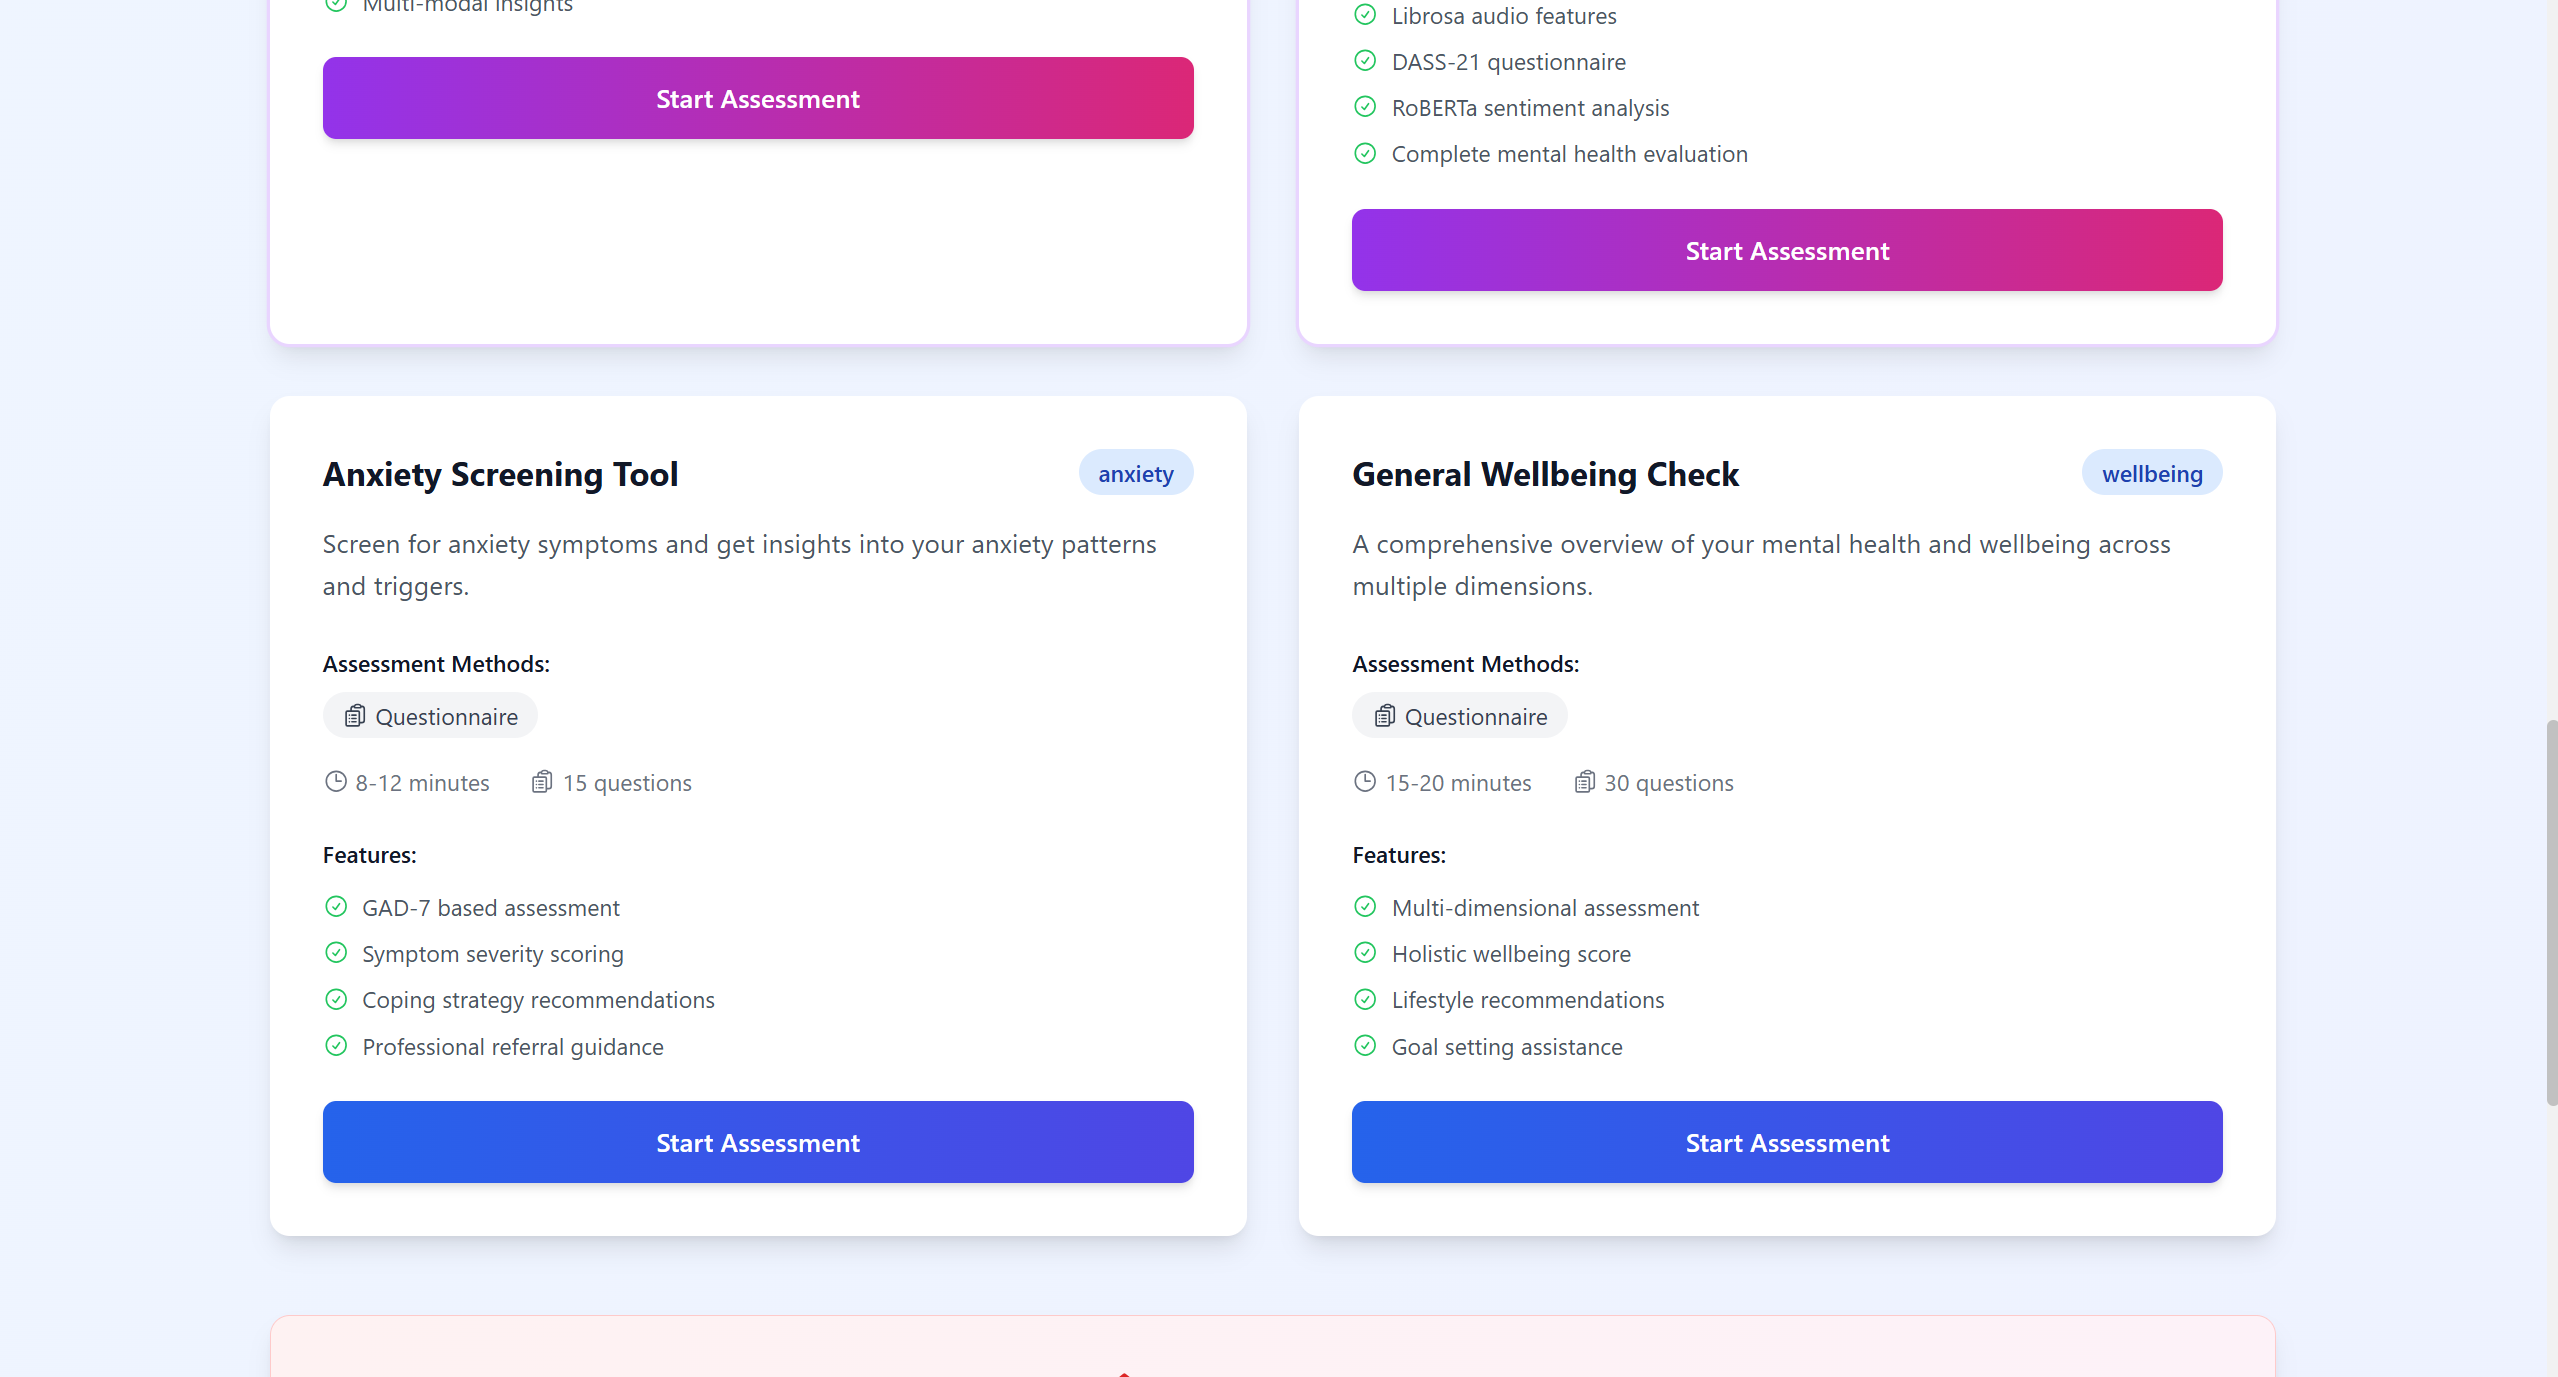 Multi-modal insights
Start Assessment
Librosa audio features
DASS-21 questionnaire
RoBERTa sentiment analysis
Complete mental health evaluation
Start Assessment
Anxiety Screening Tool
anxiety
Screen for anxiety symptoms and get insights into your anxiety patterns
and triggers.
Assessment Methods:
Questionnaire
8-12 minutes
15 questions
Features:
GAD-7 based assessment
Symptom severity scoring
Coping strategy recommendations
Professional referral guidance
Start Assessment
General Wellbeing Check
wellbeing
A comprehensive overview of your mental health and wellbeing across
multiple dimensions.
Assessment Methods:
Questionnaire
15-20 minutes
30 questions
Features:
Multi-dimensional assessment
Holistic wellbeing score
Lifestyle recommendations
Goal setting assistance
Start Assessment